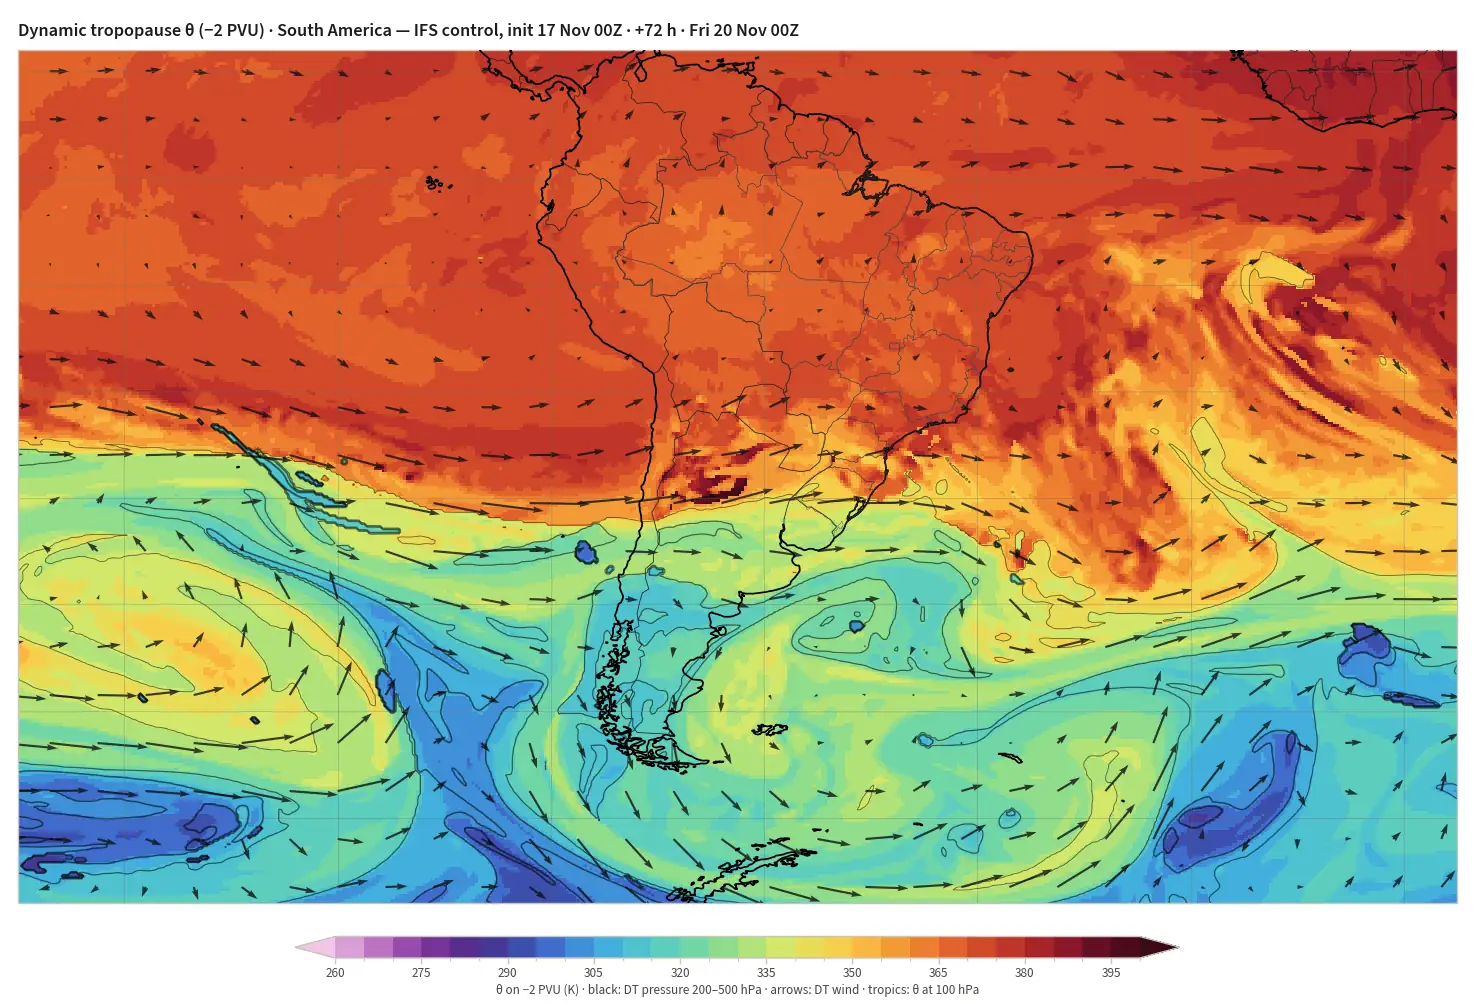 Dynamic tropopause θ (−2 PVU) · South America — IFS control, init 17 Nov 00Z · +72 h · Fri 20 Nov 00Z
260 275 290 305 320 335 350 365 380 395
θ on −2 PVU (K) · black: DT pressure 200–500 hPa · arrows: DT wind · tropics: θ at 100 hPa